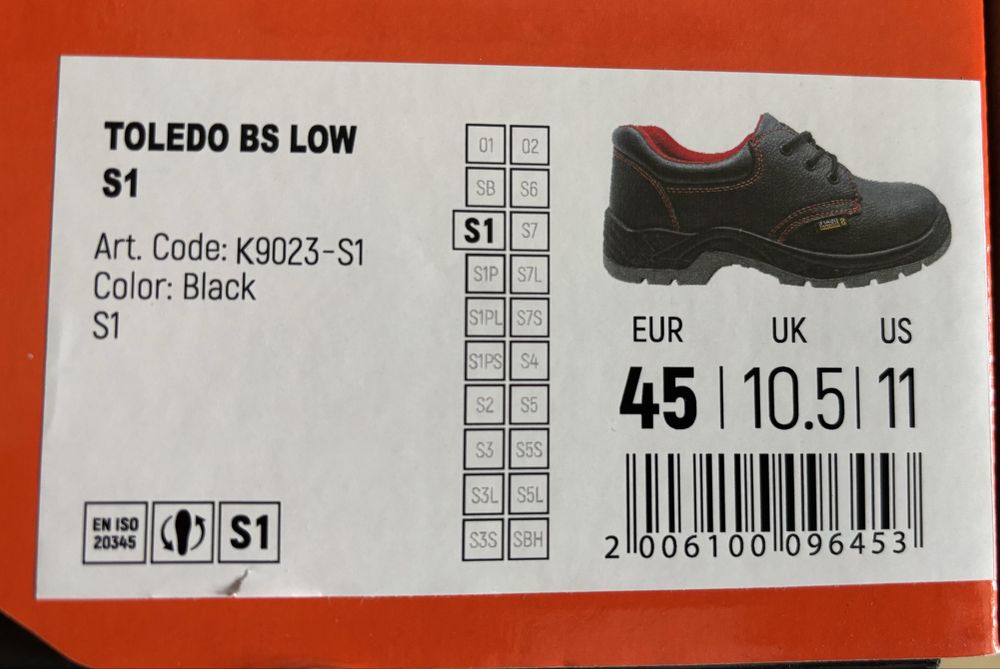 TOLEDO BS LOW
S1
Art. Code: K9023-S1
Color: Black
S1
EN ISO
20345
S1
01 02
SB S6
S1 S7
S1P S7L
S1PL S7S
S1PS S4
S2 S5
S3 S5S
S3L S5L
S3S SBH
EUR UK US
45 | 10.5 | 11
2 006100 096453